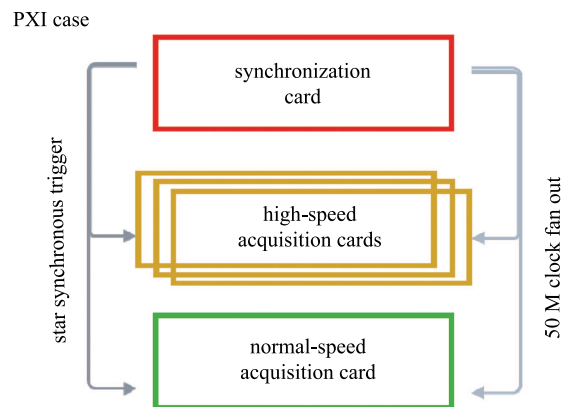 PXI case
synchronization
card
star synchronous trigger
high-speed
acquisition cards
50 M clock fan out
normal-speed
acquisition card